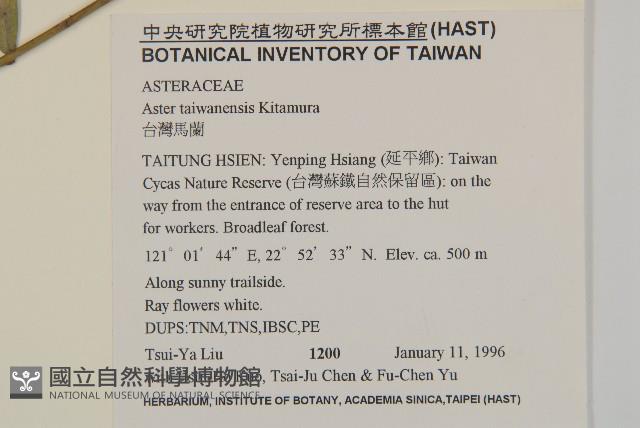 中央研究院植物研究所標本館(HAST)
BOTANICAL INVENTORY OF TAIWAN
ASTERACEAE
Aster taiwanensis Kitamura
台灣馬蘭
TAITUNG HSIEN: Yenping Hsiang (延平鄉): Taiwan
Cycas Nature Reserve (台灣蘇鐵自然保留區): on the
way from the entrance of reserve area to the hut
for workers. Broadleaf forest.
121° 01′ 44″ E, 22° 52′ 33″ N. Elev. ca. 500 m
Along sunny trailside.
Ray flowers white.
DUPS:TNM,TNS,IBSC,PE
Tsui-Ya Liu 1200 January 11, 1996
Tsai-Ju Chen & Fu-Chen Yu
國立自然科學博物館
NATIONAL MUSEUM OF NATURAL SCIENCE
HERBARIUM, INSTITUTE OF BOTANY, ACADEMIA SINICA,TAIPEI (HAST)